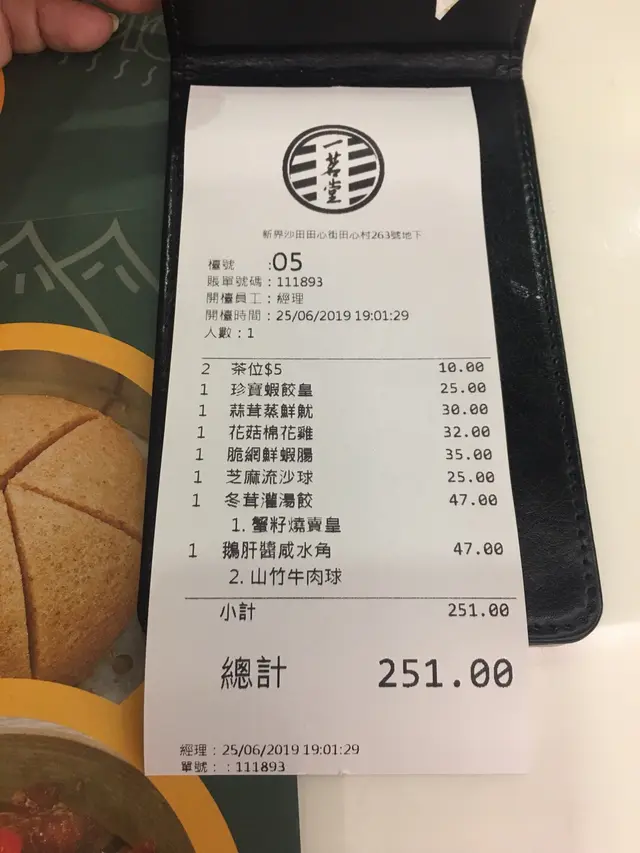 一茗堂
新界沙田田心街田心村263號地下
檯號 :05
賬單號碼：111893
開檯員工：經理
開檯時間：25/06/2019 19:01:29
人數：1
2 茶位$5 10.00
1 珍寶蝦餃皇 25.00
1 蒜茸蒸鮮魷 30.00
1 花菇棉花雞 32.00
1 脆網鮮蝦腸 35.00
1 芝麻流沙球 25.00
1 冬茸灌湯餃 47.00
1. 蟹籽燒賣皇
1 鵝肝醬咸水角 47.00
2. 山竹牛肉球
小計 251.00
總計 251.00
經理：25/06/2019 19:01:29
單號：：111893